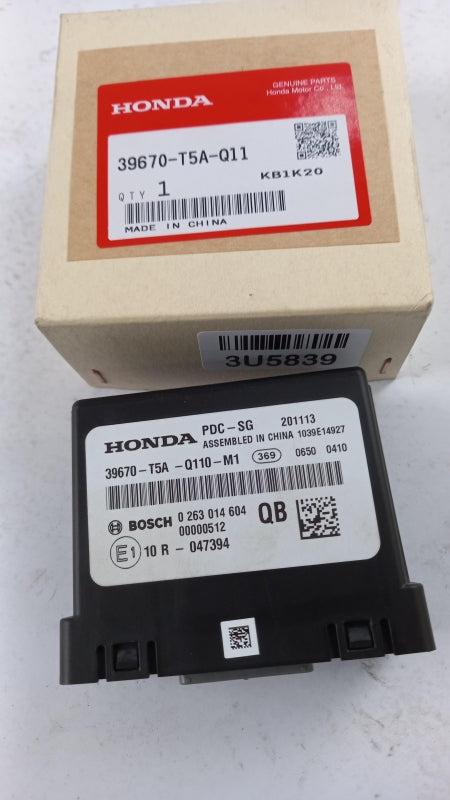 GENUINE PARTS
HONDA Honda Motor Co., Ltd.
39670-T5A-Q11
QTY 1 KB1K20
MADE IN CHINA
3U5839
HONDA PDC-SG 201113
ASSEMBLED IN CHINA 1039E14927
39670-T5A -Q110-M1 369 0650 0410
BOSCH 0 263 014 604 QB
00000512
E1 10 R - 047394